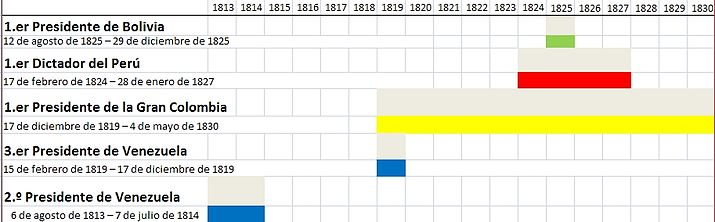 1813 1814 1815 1816 1817 1818 1819 1820 1821 1822 1823 1824 1825 1826 1827 1828 1829 1830
1.er Presidente de Bolivia
12 de agosto de 1825 – 29 de diciembre de 1825
1.er Dictador del Perú
17 de febrero de 1824 – 28 de enero de 1827
1.er Presidente de la Gran Colombia
17 de diciembre de 1819 – 4 de mayo de 1830
3.er Presidente de Venezuela
15 de febrero de 1819 – 17 de diciembre de 1819
2.º Presidente de Venezuela
6 de agosto de 1813 – 7 de julio de 1814